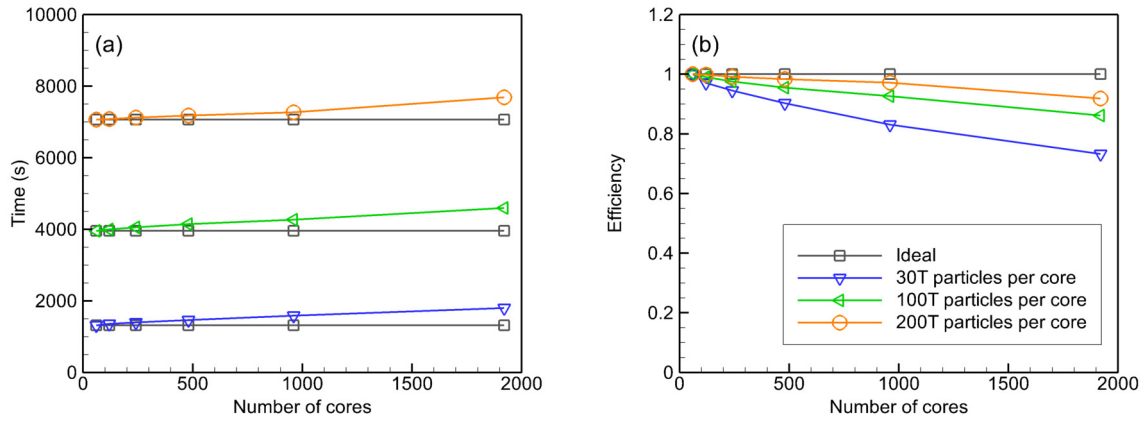 10000
8000
6000
4000
2000
0
Time (s)
(a)
0
500
1000
1500
2000
Number of cores
1.2
1
0.8
0.6
0.4
0.2
0
Efficiency
(b)
Ideal
30T particles per core
100T particles per core
200T particles per core
0
500
1000
1500
2000
Number of cores